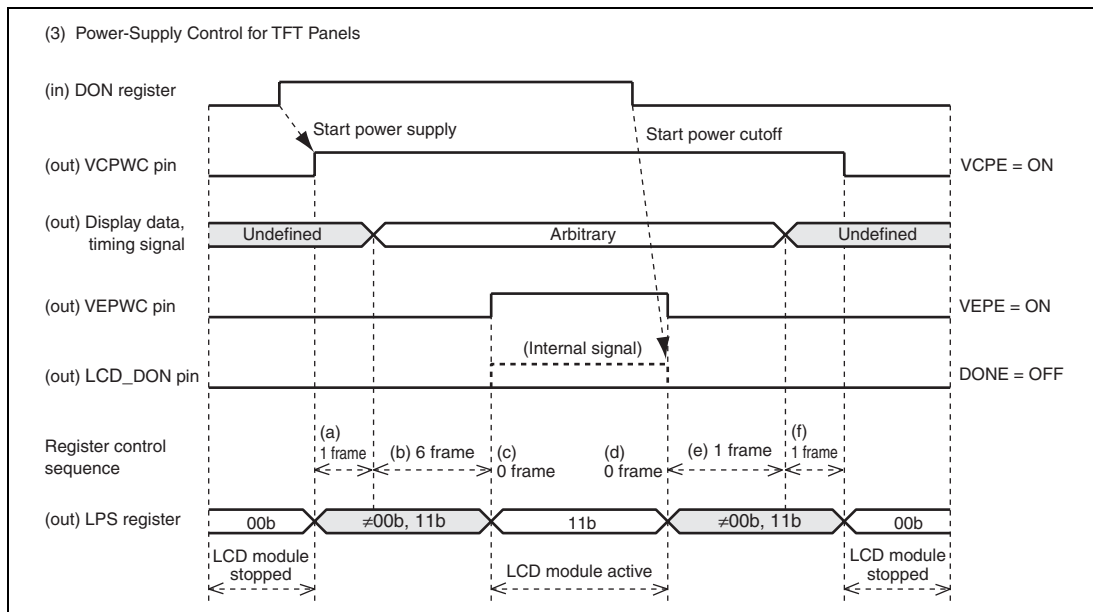 (3) Power-Supply Control for TFT Panels
(in) DON register
Start power supply
Start power cutoff
(out) VCPWC pin
VCPE = ON
(out) Display data,
timing signal
Undefined
Arbitrary
Undefined
(out) VEPWC pin
VEPE = ON
(Internal signal)
(out) LCD_DON pin
DONE = OFF
Register control
sequence
(a)
1 frame
(b) 6 frame
(c)
0 frame
(d)
0 frame
(e) 1 frame
(f)
1 frame
(out) LPS register
00b
≠00b, 11b
11b
≠00b, 11b
00b
LCD module
stopped
LCD module active
LCD module
stopped